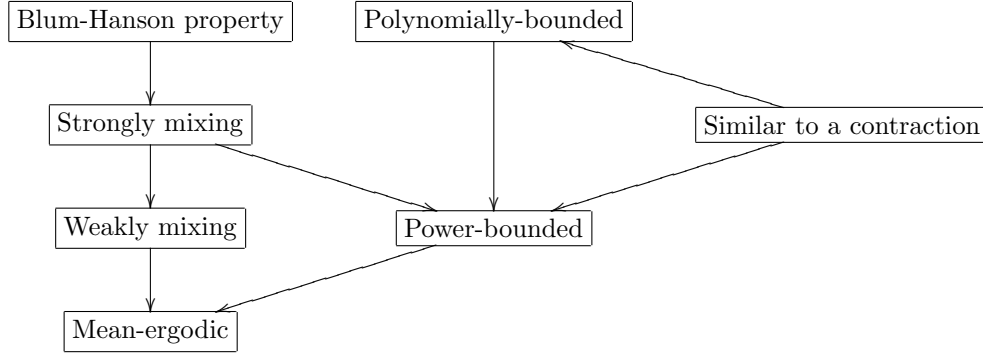 Blum-Hanson property
Polynomially-bounded
Strongly mixing
Similar to a contraction
Weakly mixing
Power-bounded
Mean-ergodic